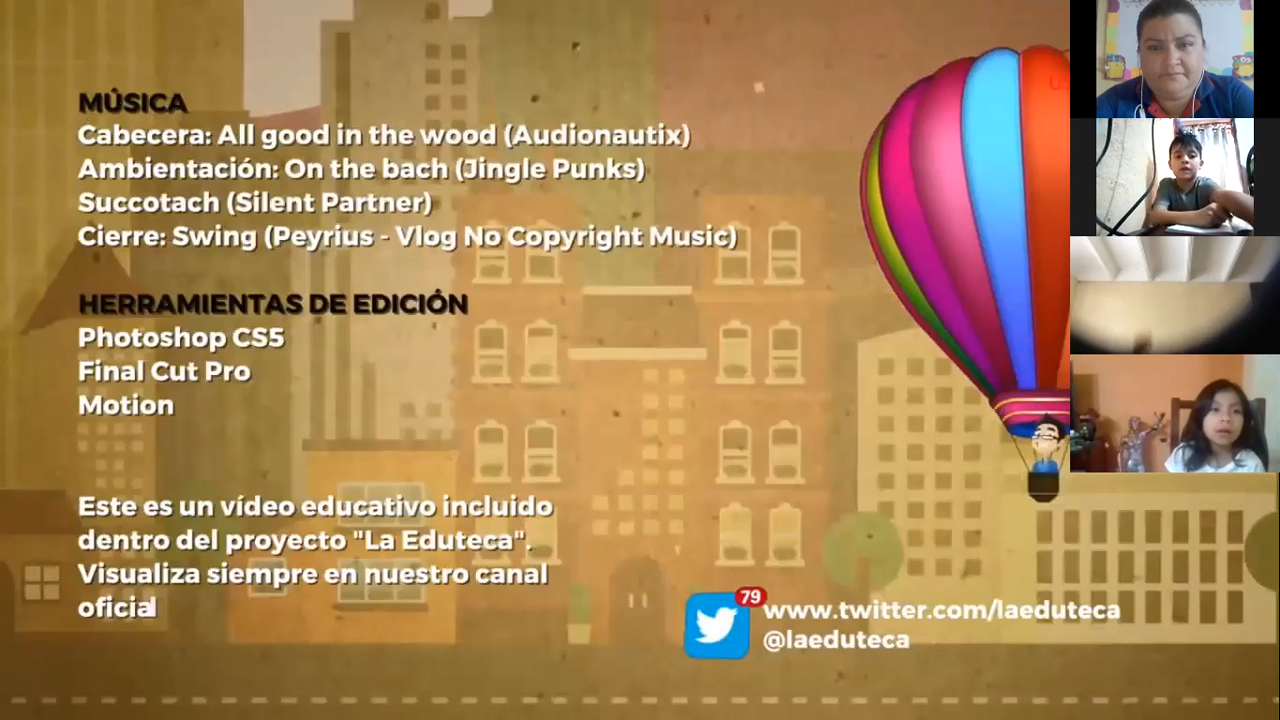 MÚSICA
Cabecera: All good in the wood (Audionautix)
Ambientación: On the bach (Jingle Punks)
Succotach (Silent Partner)
Cierre: Swing (Peyrius - Vlog No Copyright Music)
HERRAMIENTAS DE EDICIÓN
Photoshop CS5
Final Cut Pro
Motion
Este es un vídeo educativo incluido
dentro del proyecto "La Eduteca".
Visualiza siempre en nuestro canal
oficial
79
www.twitter.com/laeduteca
@laeduteca